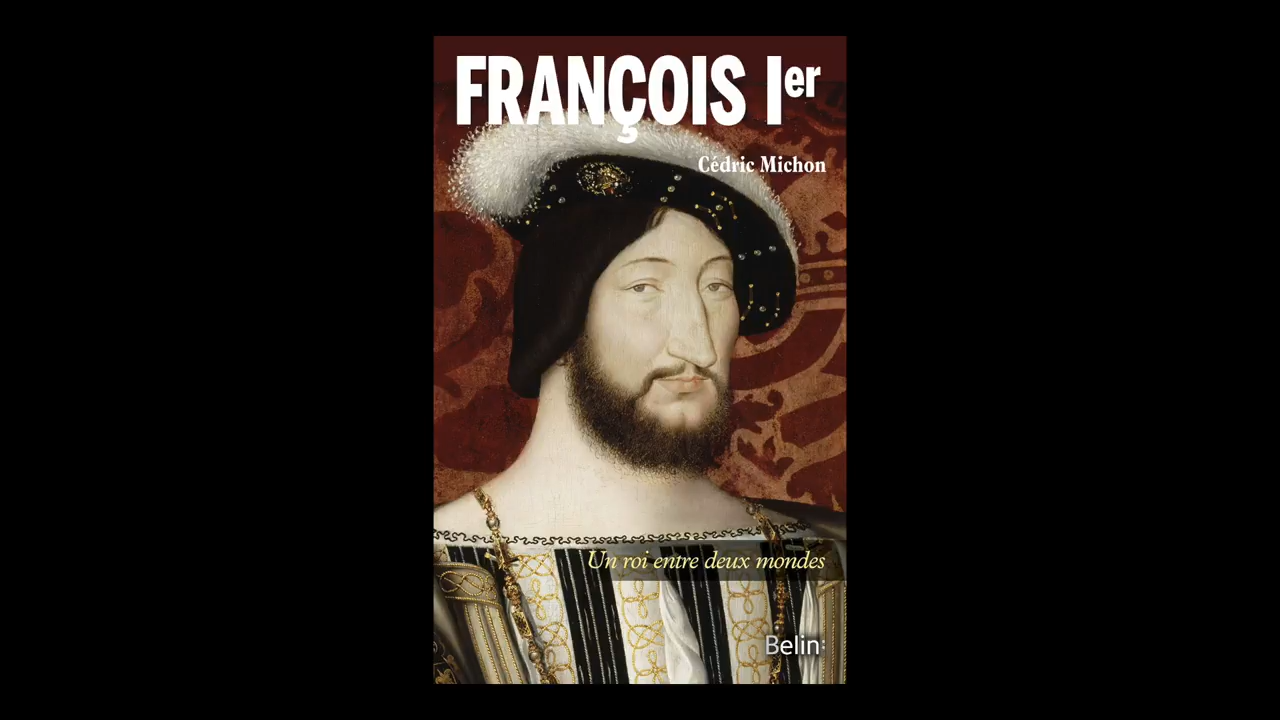 FRANÇOIS Ier
Cédric Michon
Un roi entre deux mondes
Belin: